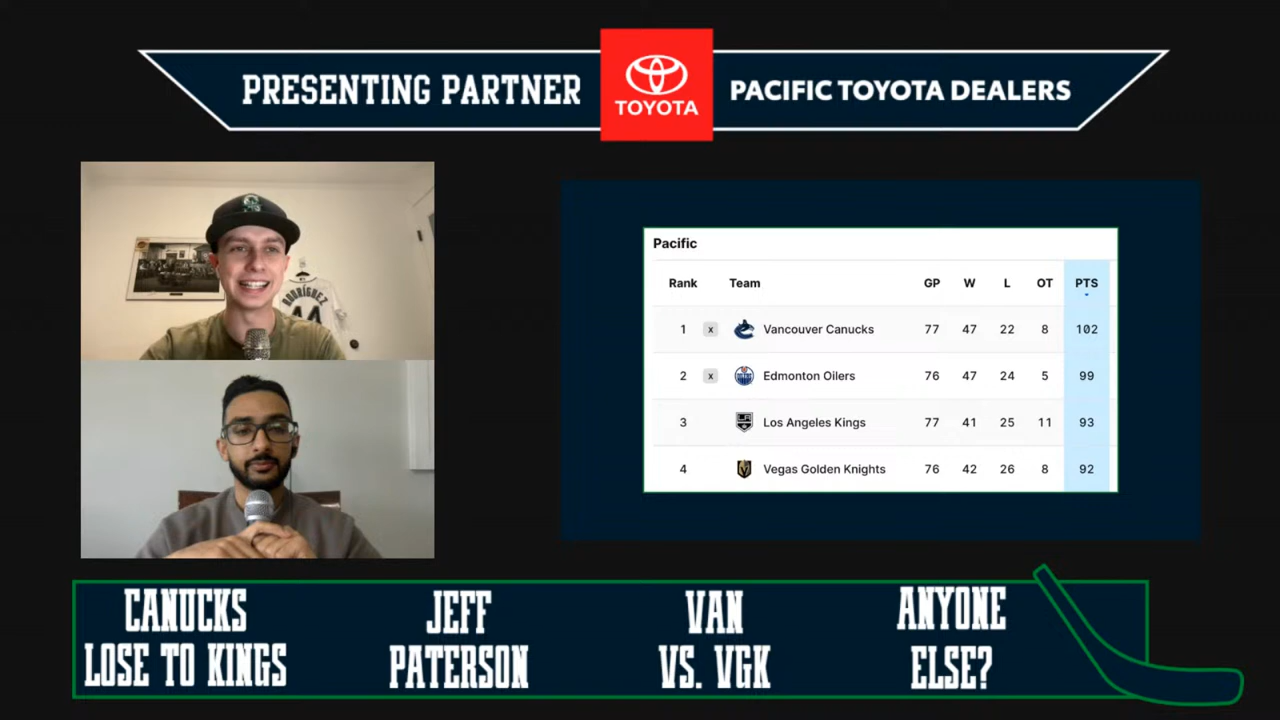 PRESENTING PARTNER
TOYOTA
PACIFIC TOYOTA DEALERS
RODRÍGUEZ
44
Pacific
Rank Team GP W L OT PTS
1 x Vancouver Canucks 77 47 22 8 102
2 x Edmonton Oilers 76 47 24 5 99
3 Los Angeles Kings 77 41 25 11 93
4 Vegas Golden Knights 76 42 26 8 92
CANUCKS
LOSE TO KINGS
JEFF
PATERSON
VAN
VS. VGK
ANYONE
ELSE?